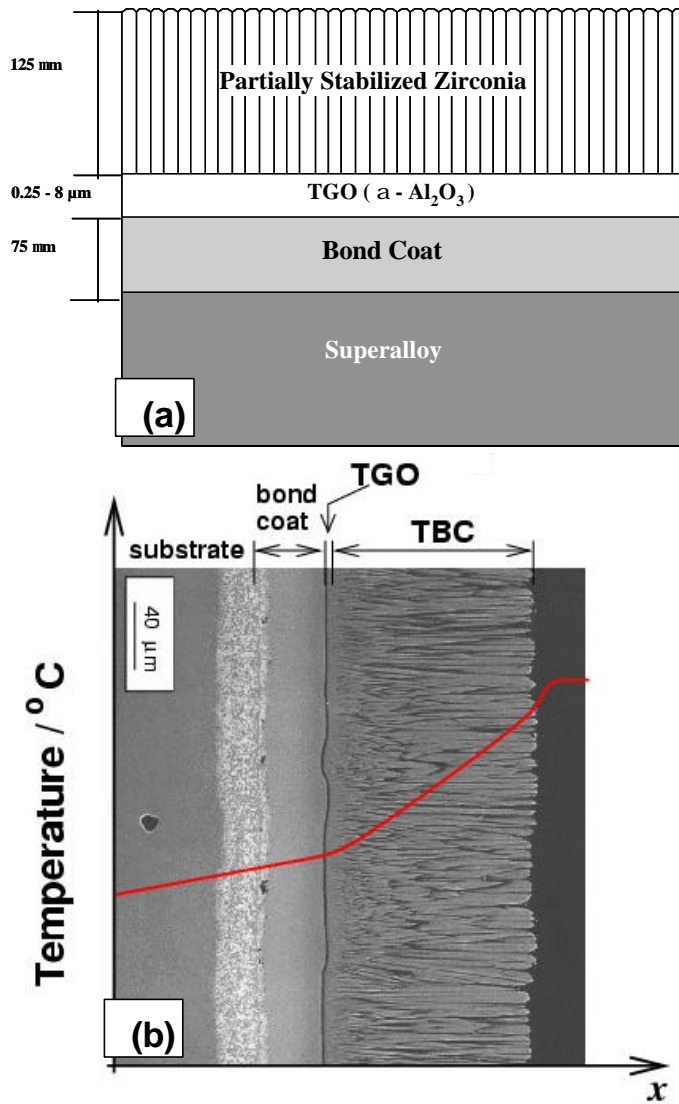 125 mm
Partially Stabilized Zirconia
0.25 - 8 μm
TGO ( a - Al₂O₃ )
75 mm
Bond Coat
Superalloy
(a)
TGO
bond
coat
TBC
substrate
40 μm
Temperature / °C
(b)
x